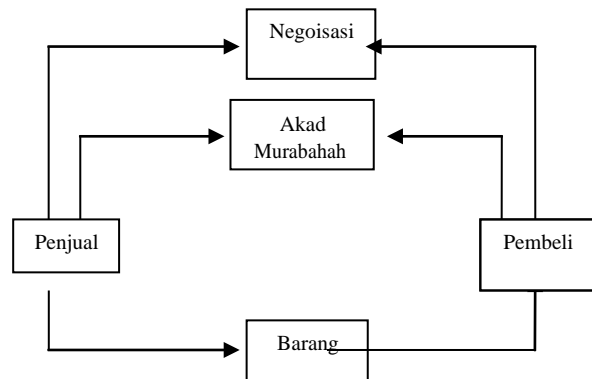 Negoisasi
Akad
Murabahah
Penjual
Pembeli
Barang